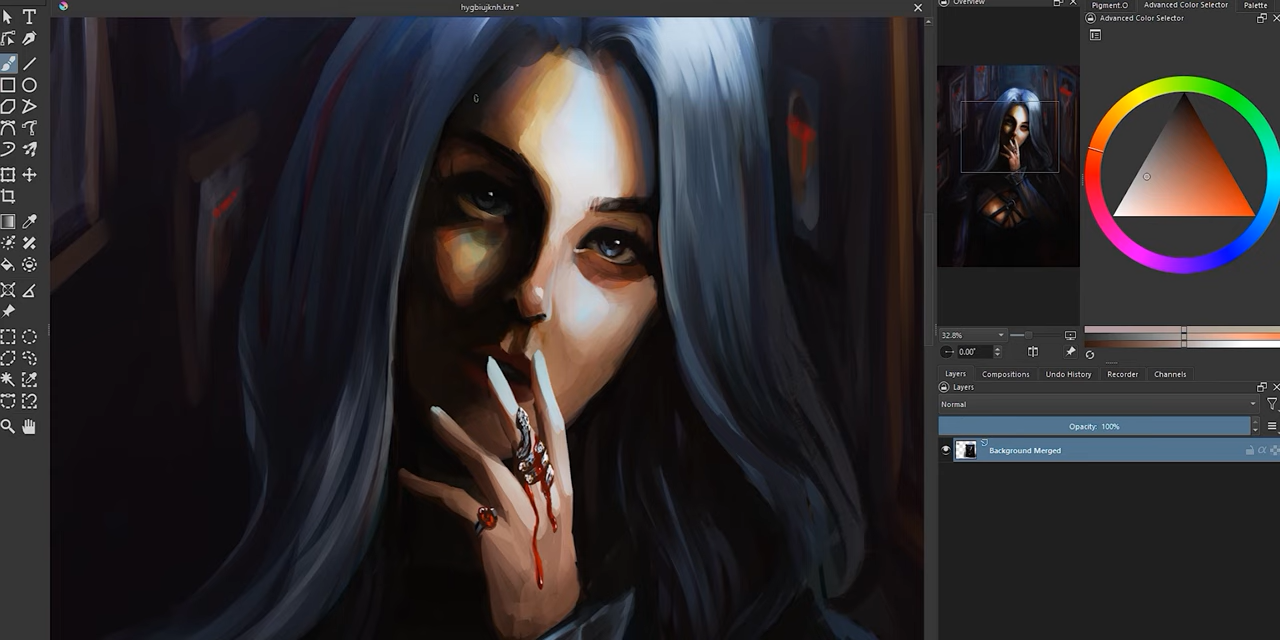 hygbiujknh.kra *
Overview
Pigment.O
Advanced Color Selector
Palette
Advanced Color Selector
32.8%
0.00°
Layers
Compositions
Undo History
Recorder
Channels
Layers
Normal
Opacity: 100%
Background Merged